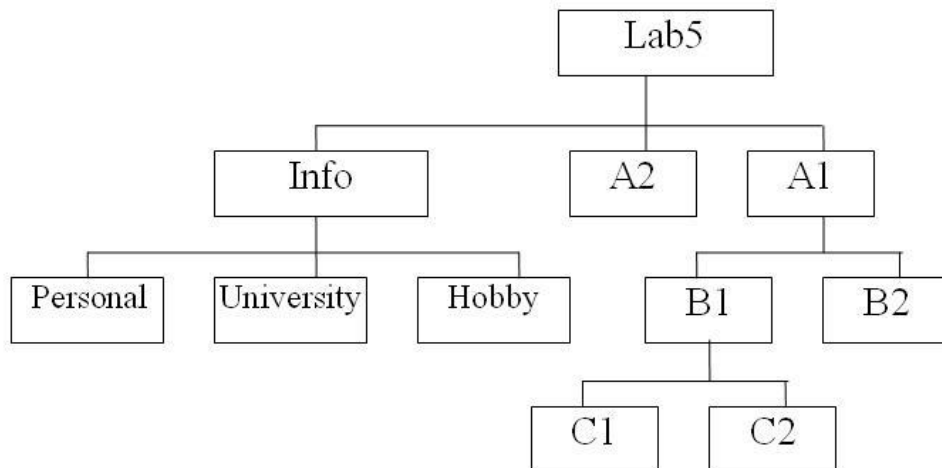 Lab5
Info
A2
A1
Personal
University
Hobby
B1
B2
C1
C2